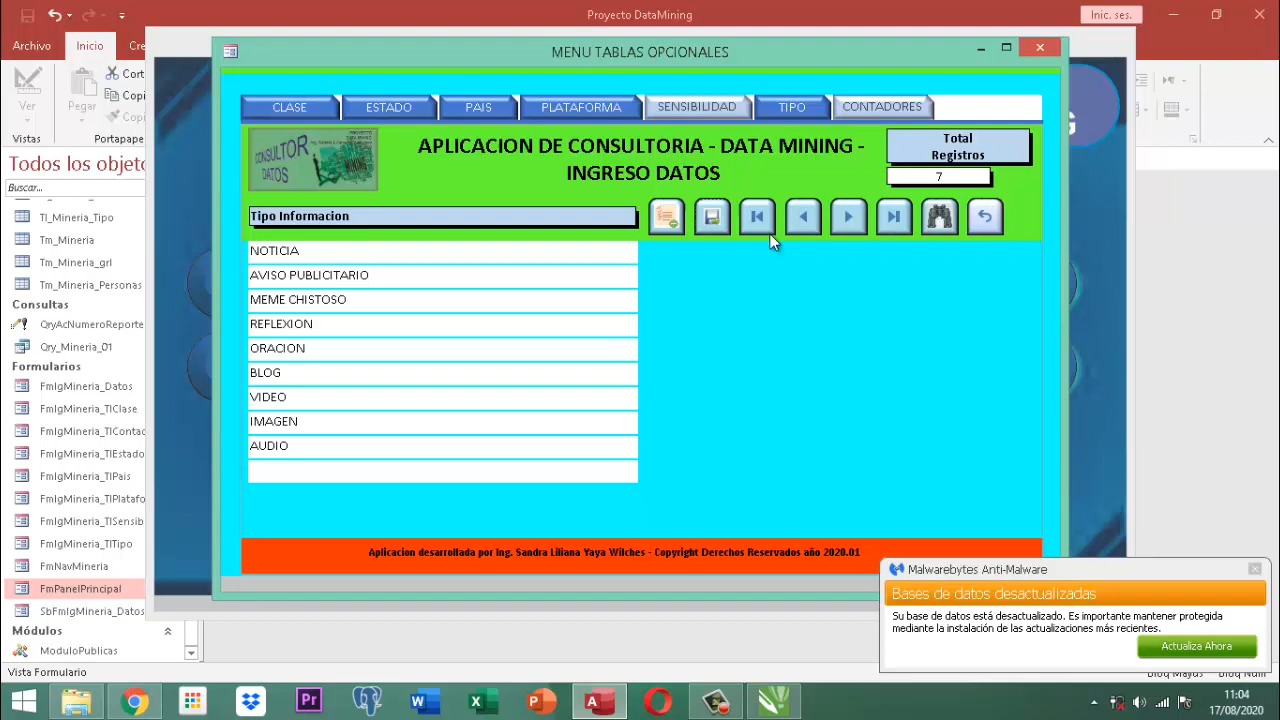 Proyecto DataMining
Inic. ses.
Archivo
Inicio
Ver
Pegar
Vistas
Portapape
MENU TABLAS OPCIONALES
CLASE
ESTADO
PAIS
PLATAFORMA
SENSIBILIDAD
TIPO
CONTADORES
G
CONSULTOR
DATOS
APLICACION DE CONSULTORIA - DATA MINING -
INGRESO DATOS
Total
Registros
7
Tipo Informacion
NOTICIA
AVISO PUBLICITARIO
MEME CHISTOSO
REFLEXION
ORACION
BLOG
VIDEO
IMAGEN
AUDIO
Aplicacion desarrollada por Ing. Sandra Liliana Yaya Wilches - Copyright Derechos Reservados año 2020.01
Todos los objeto
Buscar...
Tl_Mineria_Tipo
Tm_Mineria
Tm_Mineria_grl
Tm_Mineria_Personas
Consultas
QryAcNumeroReporte
Qry_Mineria_01
Formularios
FmIgMineria_Datos
FmIgMineria_TlClase
FmIgMineria_TlContac
FmIgMineria_TlEstado
FmIgMineria_TlPais
FmIgMineria_TlPlatafo
FmIgMineria_TlSensib
FmIgMineria_TlTipo
FmNavMineria
FmPanelPrincipal
SbFmIgMineria_Datos
Módulos
ModuloPublicas
Vista Formulario
Malwarebytes Anti-Malware
Bases de datos desactualizadas
Su base de datos está desactualizado. Es importante mantener protegida
mediante la instalación de las actualizaciones más recientes.
Actualiza Ahora
Bloq Mayús
Bloq Núm
11:04
17/08/2020